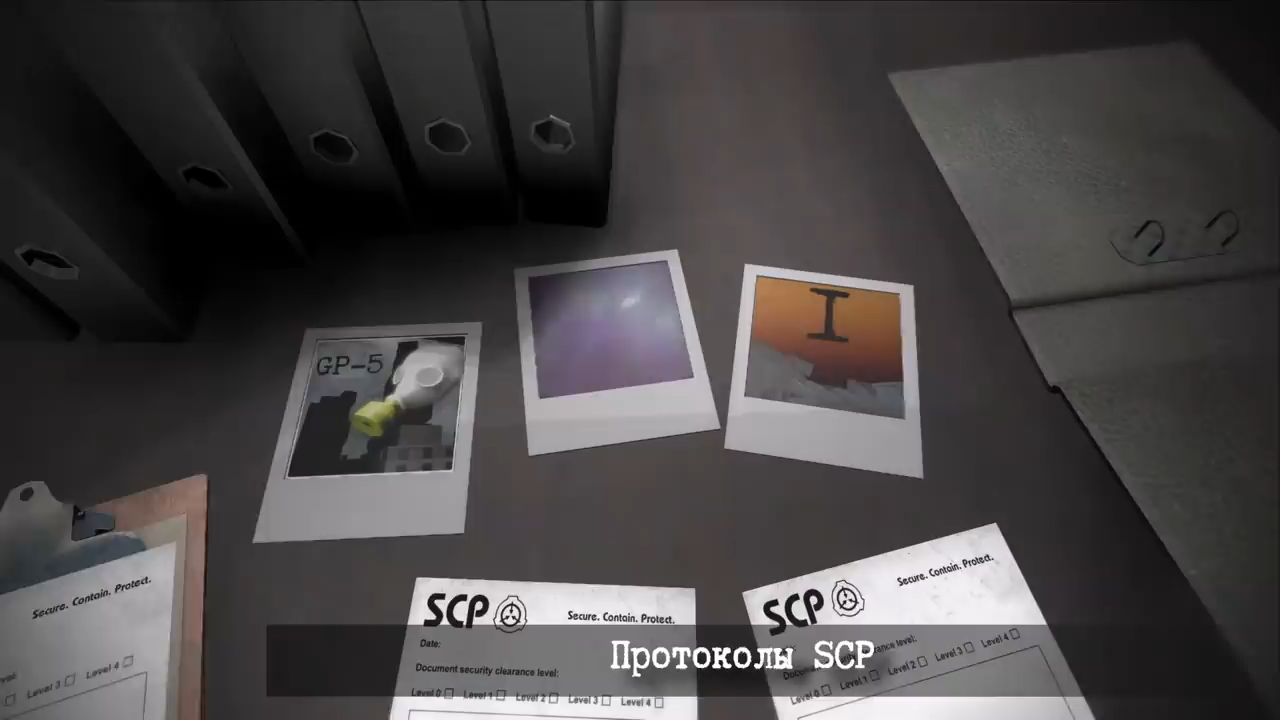 GP-5
I
Secure. Contain. Protect.
Level 3 Level 4
SCP
Secure. Contain. Protect.
Date:
Document security clearance level:
Level 0 Level 1 Level 2 Level 3 Level 4
SCP
Secure. Contain. Protect.
Level 0 Level 1 Level 2 Level 3 Level 4
Протоколы SCP